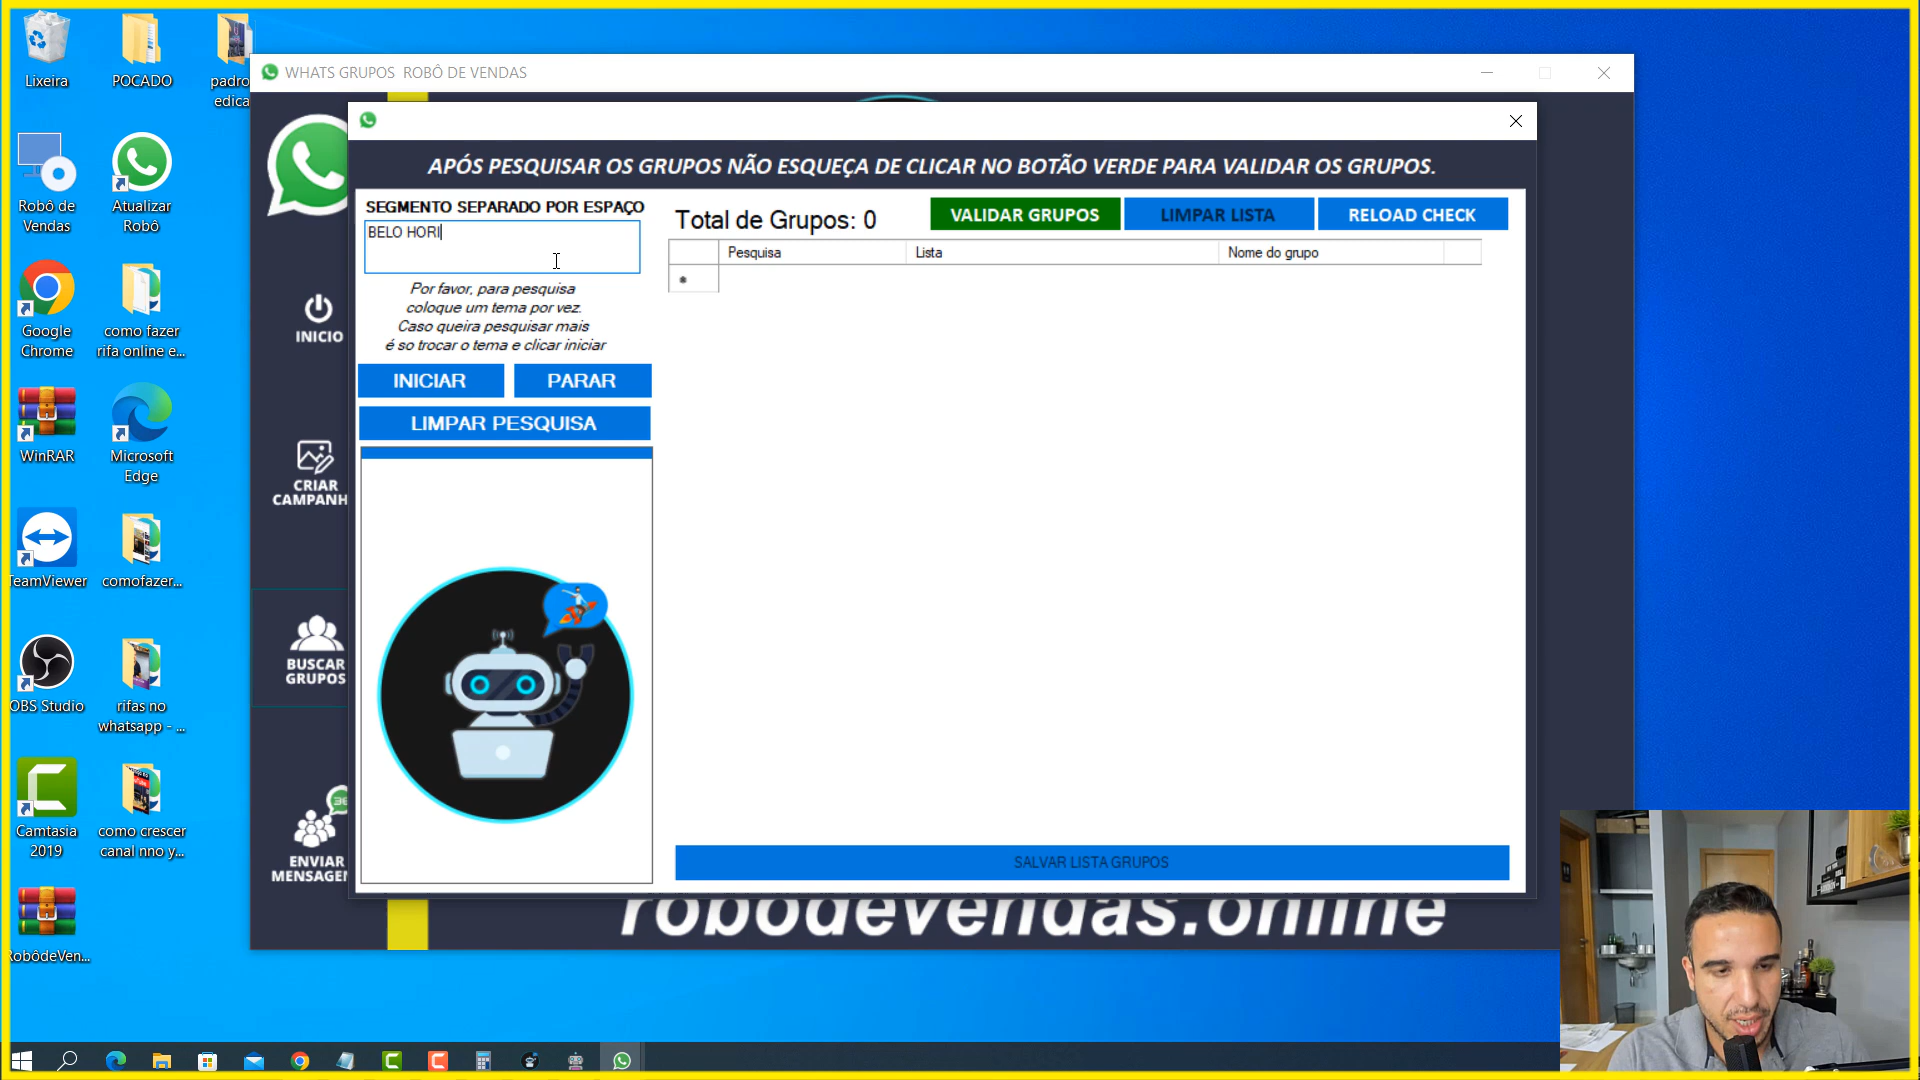 Lixeira
POCADO
padro
edica
Robô de
Vendas
Atualizar
Robô
Google
Chrome
como fazer
rifa online e...
WinRAR
Microsoft
Edge
TeamViewer
comofazer...
OBS Studio
rifas no
whatsapp - ...
Camtasia
2019
como crescer
canal nno y...
RobôdeVen...
WHATS GRUPOS  ROBÔ DE VENDAS
INICIO
CRIAR
CAMPANH
BUSCAR
GRUPOS
ENVIAR
MENSAGEN
APÓS PESQUISAR OS GRUPOS NÃO ESQUEÇA DE CLICAR NO BOTÃO VERDE PARA VALIDAR OS GRUPOS.
SEGMENTO SEPARADO POR ESPAÇO
BELO HORI
Por favor, para pesquisa
coloque um tema por vez.
Caso queira pesquisar mais
é so trocar o tema e clicar iniciar
INICIAR
PARAR
LIMPAR PESQUISA
Total de Grupos: 0
VALIDAR GRUPOS
LIMPAR LISTA
RELOAD CHECK
Pesquisa
Lista
Nome do grupo
SALVAR LISTA GRUPOS
robodevendas.online